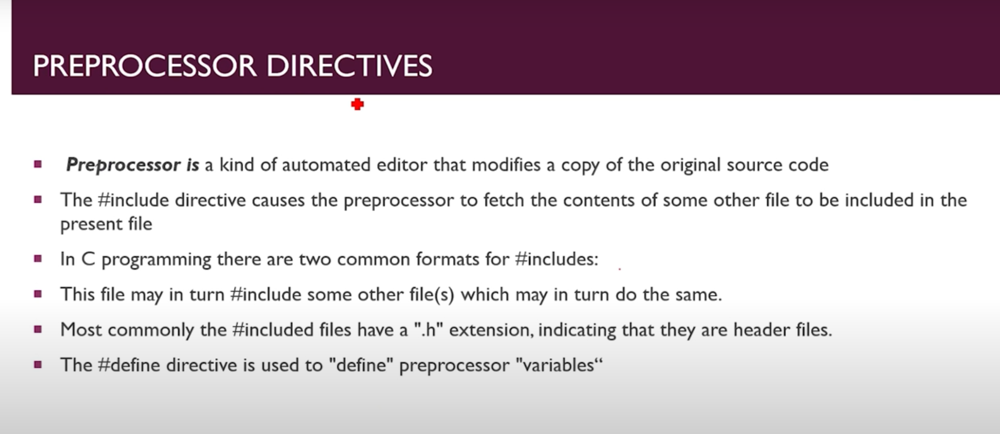 PREPROCESSOR DIRECTIVES
Preprocessor is a kind of automated editor that modifies a copy of the original source code
The #include directive causes the preprocessor to fetch the contents of some other file to be included in the
present file
In C programming there are two common formats for #includes:
This file may in turn #include some other file(s) which may in turn do the same.
Most commonly the #included files have a ".h" extension, indicating that they are header files.
The #define directive is used to "define" preprocessor "variables“